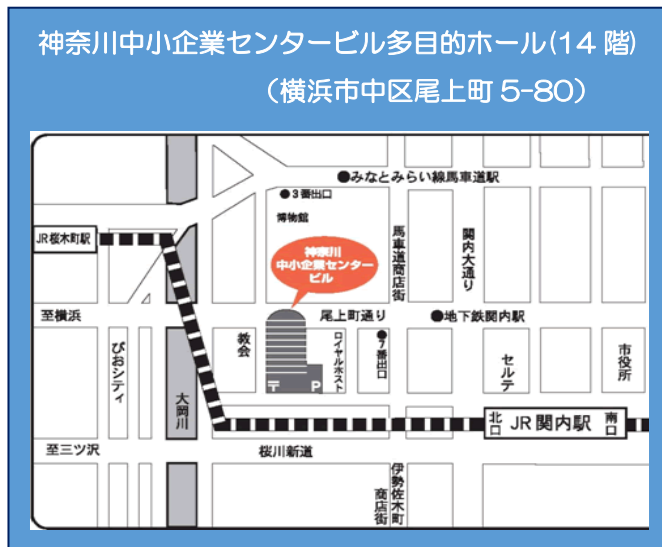 神奈川中小企業センタービル多目的ホール(14 階)
（横浜市中区尾上町 5-80）
●みなとみらい線馬車道駅
●3番出口
博物館
JR桜木町駅
神奈川
中小企業センター
ビル
馬車道商店街
関内大通り
至横浜
尾上町通り
●地下鉄関内駅
ぴおシティ
大岡川
教会
ロイヤルホスト
●7番出口
セルテ
市役所
〒 P
北口
JR 関内駅
南口
至三ツ沢
桜川新道
伊勢佐木町
商店街